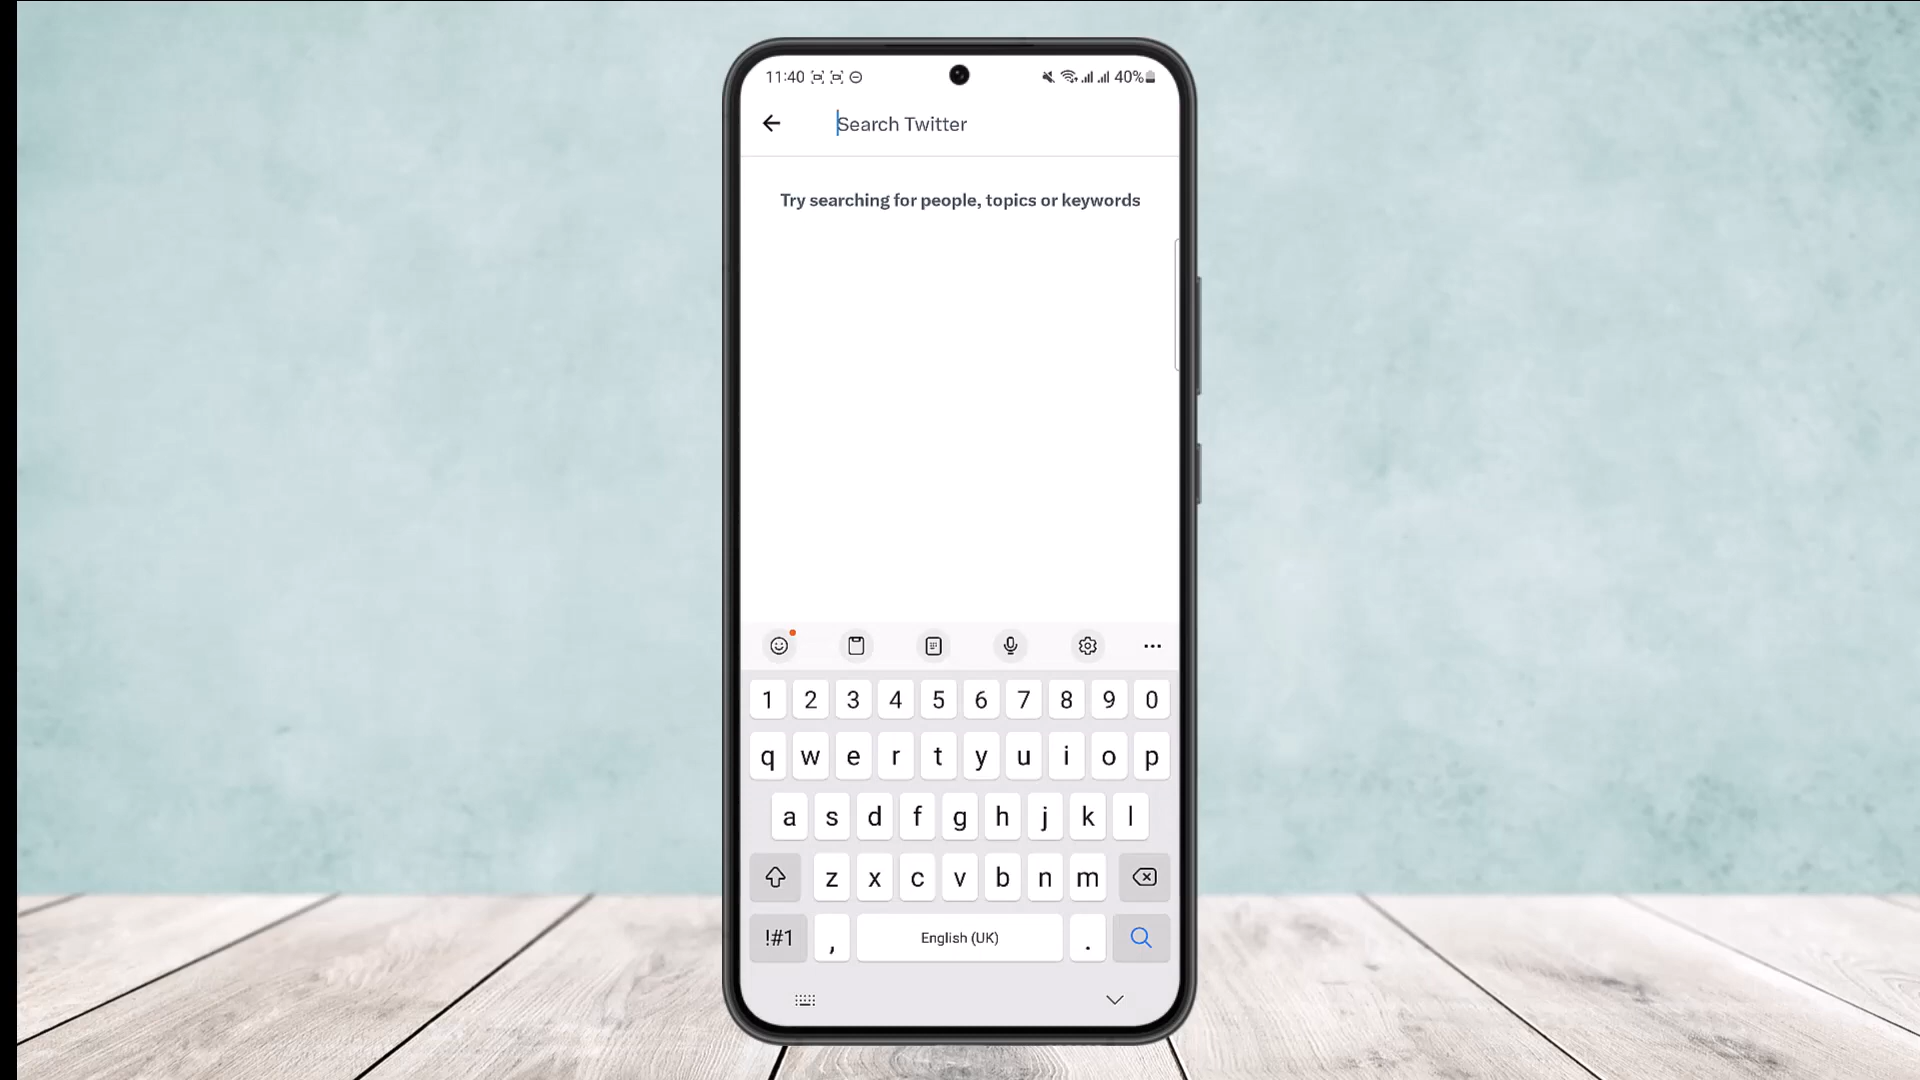 11:40 40%
Search Twitter
Try searching for people, topics or keywords
1 2 3 4 5 6 7 8 9 0
q w e r t y u i o p
a s d f g h j k l
z x c v b n m
!#1 , English (UK) .